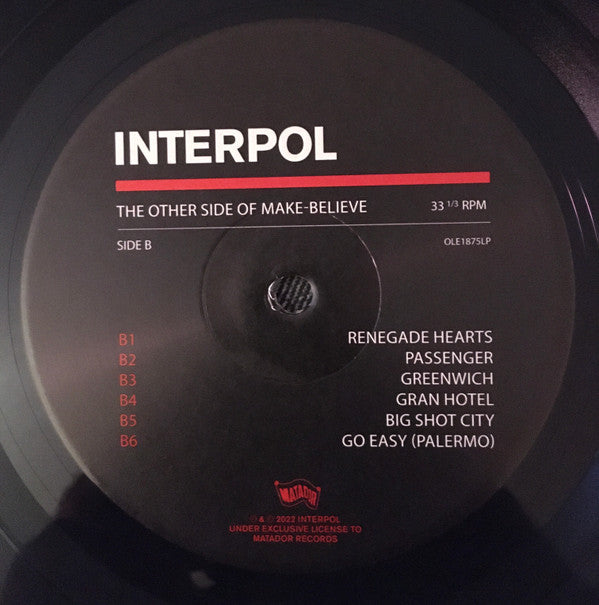 INTERPOL
THE OTHER SIDE OF MAKE-BELIEVE 33 1/3 RPM
SIDE B OLE1875LP
B1 RENEGADE HEARTS
B2 PASSENGER
B3 GREENWICH
B4 GRAN HOTEL
B5 BIG SHOT CITY
B6 GO EASY (PALERMO)
MATADOR
℗ & © 2022 INTERPOL
UNDER EXCLUSIVE LICENSE TO
MATADOR RECORDS